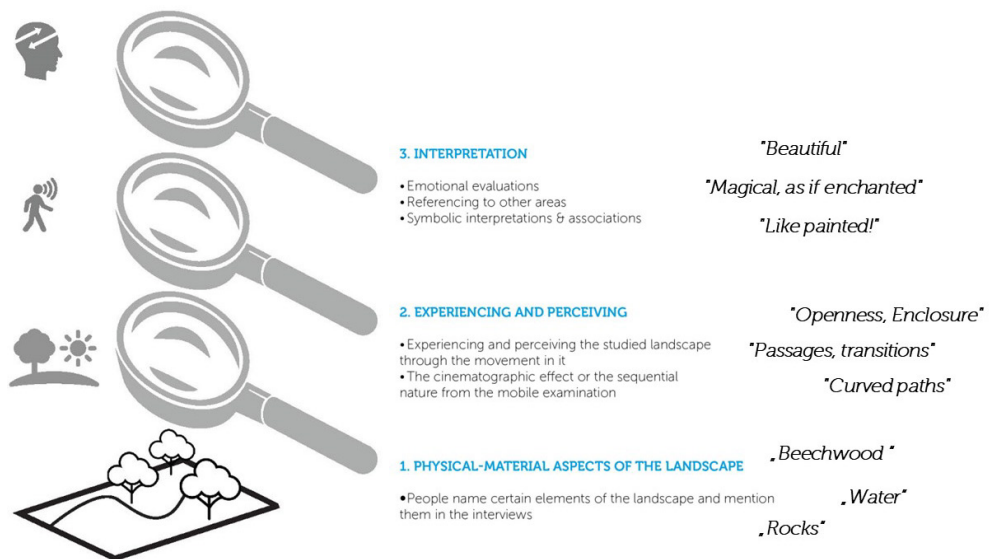 3. INTERPRETATION
• Emotional evaluations
• Referencing to other areas
• Symbolic interpretations & associations
"Beautiful"
"Magical, as if enchanted"
"Like painted!"
2. EXPERIENCING AND PERCEIVING
• Experiencing and perceiving the studied landscape
through the movement in it
• The cinematographic effect or the sequential
nature from the mobile examination
"Openness, Enclosure"
"Passages, transitions"
"Curved paths"
1. PHYSICAL-MATERIAL ASPECTS OF THE LANDSCAPE
• People name certain elements of the landscape and mention
them in the interviews
„Beechwood "
„Water"
„Rocks"